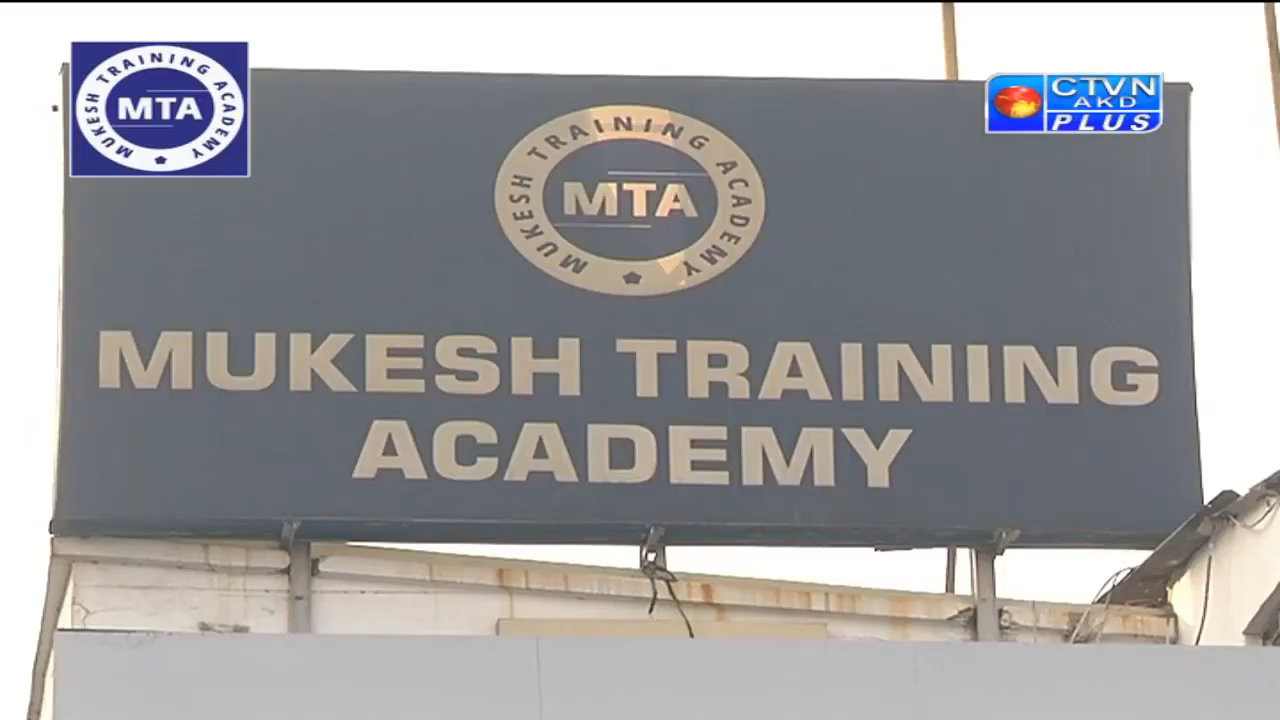 MUKESH TRAINING ACADEMY
MTA
CTVN
AKD
PLUS
MUKESH TRAINING ACADEMY
MTA
MUKESH TRAINING
ACADEMY